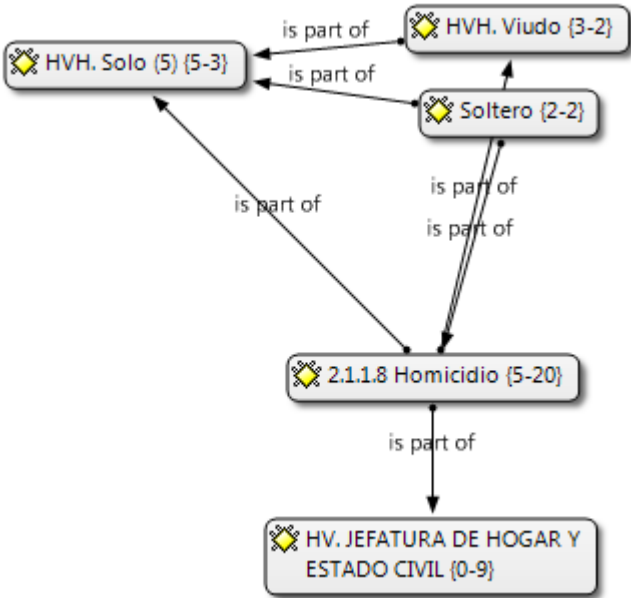 is part of
HVH. Viudo {3-2}
HVH. Solo (5) {5-3}
is part of
Soltero {2-2}
is part of
is part of
is part of
2.1.1.8 Homicidio {5-20}
is part of
HV. JEFATURA DE HOGAR Y
ESTADO CIVIL {0-9}